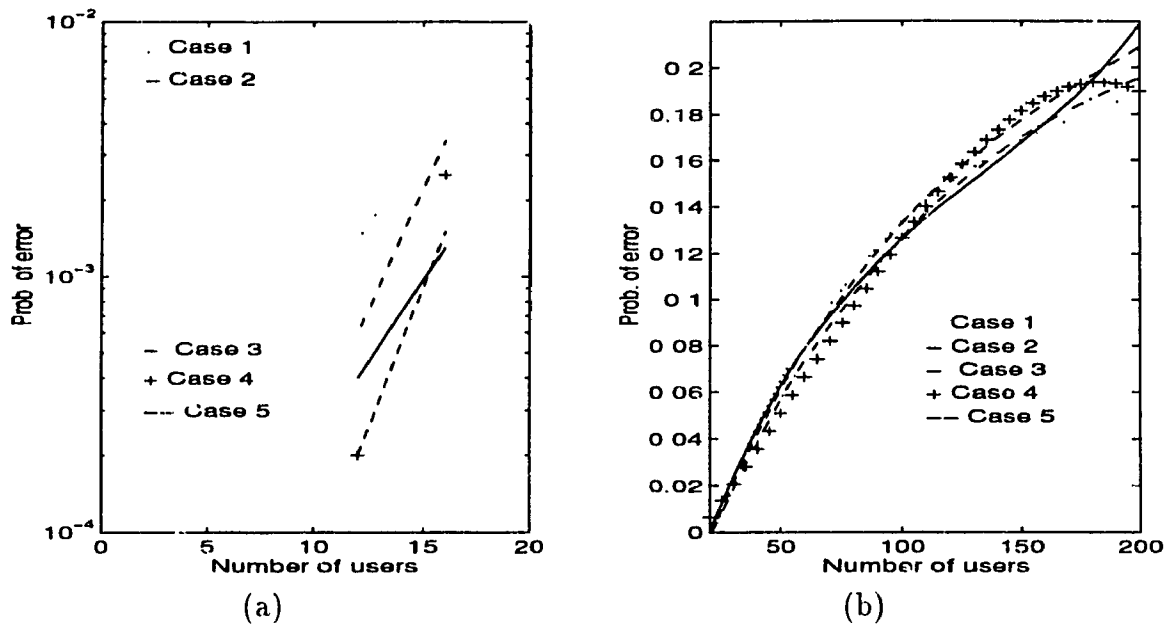 10^-2
· Case 1
– Case 2
10^-3
Prob of error
– Case 3
+ Case 4
— Case 5
10^-4
0 5 10 15 20
Number of users
(a)
0 2
0.18
0 16
0 14
0 12
0 1
0 08
0 06
0 04
0.02
0
Prob. of error
Case 1
– Case 2
– Case 3
+ Caso 4
— Case 5
50 100 150 200
Number of users
(b)